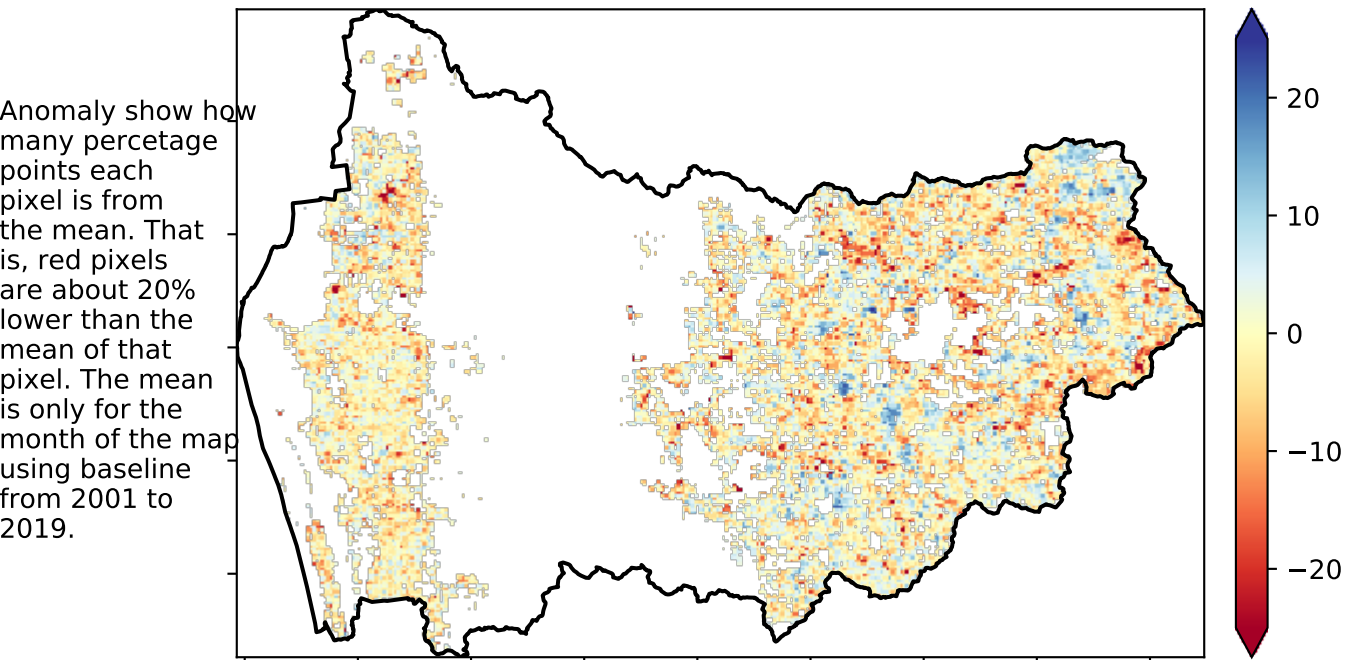 Anomaly show how
many percetage
points each
pixel is from
the mean. That
is, red pixels
are about 20%
lower than the
mean of that
pixel. The mean
is only for the
month of the map
using baseline
from 2001 to
2019.
20
10
0
−10
−20